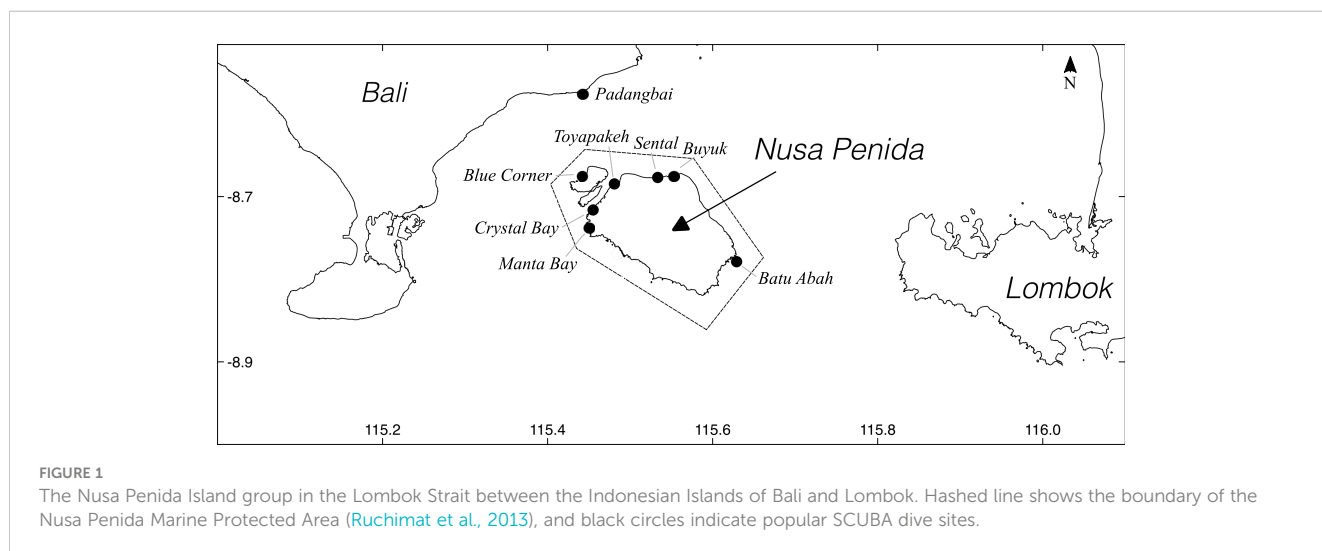 Bali
Padangbai
N
Toyapakeh
Sental
Buyuk
Nusa Penida
Blue Corner
-8.7
Crystal Bay
Manta Bay
Batu Abah
Lombok
-8.9
115.2
115.4
115.6
115.8
116.0
FIGURE 1
The Nusa Penida Island group in the Lombok Strait between the Indonesian Islands of Bali and Lombok. Hashed line shows the boundary of the
Nusa Penida Marine Protected Area (Ruchimat et al., 2013), and black circles indicate popular SCUBA dive sites.